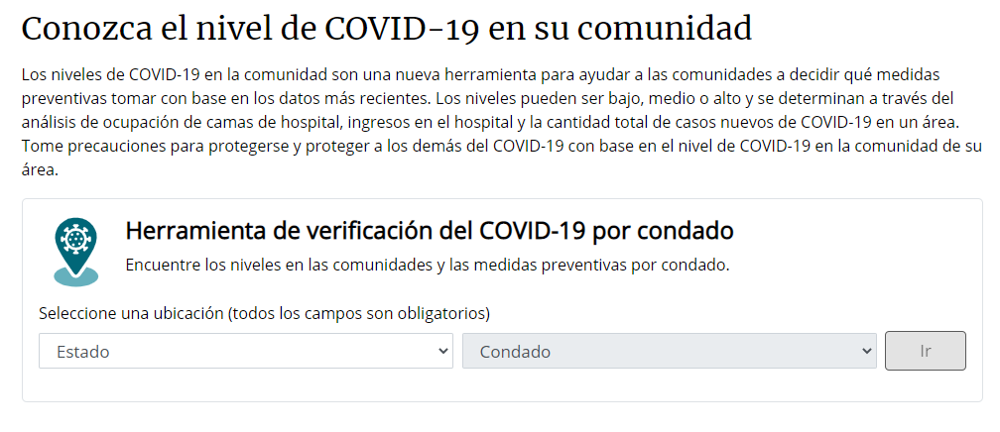 Conozca el nivel de COVID-19 en su comunidad
Los niveles de COVID-19 en la comunidad son una nueva herramienta para ayudar a las comunidades a decidir qué medidas
preventivas tomar con base en los datos más recientes. Los niveles pueden ser bajo, medio o alto y se determinan a través del
análisis de ocupación de camas de hospital, ingresos en el hospital y la cantidad total de casos nuevos de COVID-19 en un área.
Tome precauciones para protegerse y proteger a los demás del COVID-19 con base en el nivel de COVID-19 en la comunidad de su
área.
Herramienta de verificación del COVID-19 por condado
Encuentre los niveles en las comunidades y las medidas preventivas por condado.
Seleccione una ubicación (todos los campos son obligatorios)
Estado Condado Ir